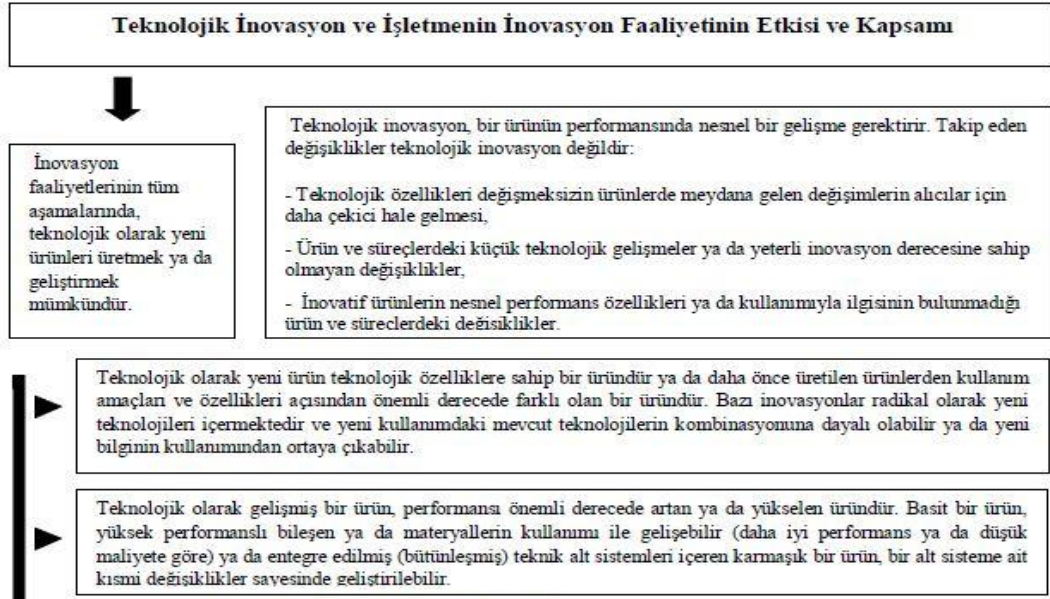 Teknolojik İnovasyon ve İşletmenin İnovasyon Faaliyetinin Etkisi ve Kapsamı
İnovasyon
faaliyetlerinin tüm
aşamalarında,
teknolojik olarak yeni
ürünleri üretmek ya da
geliştirmek
mümkündür.
Teknolojik inovasyon, bir ürünün performansında nesnel bir gelişme gerektirir. Takip eden
değişiklikler teknolojik inovasyon değildir:
- Teknolojik özellikleri değişmeksizin ürünlerde meydana gelen değişimlerin alıcılar için
daha çekici hale gelmesi,
- Ürün ve süreçlerdeki küçük teknolojik gelişmeler ya da yeterli inovasyon derecesine sahip
olmayan değişiklikler,
- İnovatif ürünlerin nesnel performans özellikleri ya da kullanımıyla ilgisinin bulunmadığı
ürün ve süreçlerdeki değişiklikler.
Teknolojik olarak yeni ürün teknolojik özelliklere sahip bir üründür ya da daha önce üretilen ürünlerden kullanım
amaçları ve özellikleri açısından önemli derecede farklı olan bir üründür. Bazı inovasyonlar radikal olarak yeni
teknolojileri içermektedir ve yeni kullanımdaki mevcut teknolojilerin kombinasyonuna dayalı olabilir ya da yeni
bilginin kullanımından ortaya çıkabilir.
Teknolojik olarak gelişmiş bir ürün, performansı önemli derecede artan ya da yükselen üründür. Basit bir ürün,
yüksek performanslı bileşen ya da materyallerin kullanımı ile gelişebilir (daha iyi performans ya da düşük
maliyete göre) ya da entegre edilmiş (bütünleşmiş) teknik alt sistemleri içeren karmaşık bir ürün, bir alt sisteme ait
kısmi değişiklikler sayesinde geliştirilebilir.